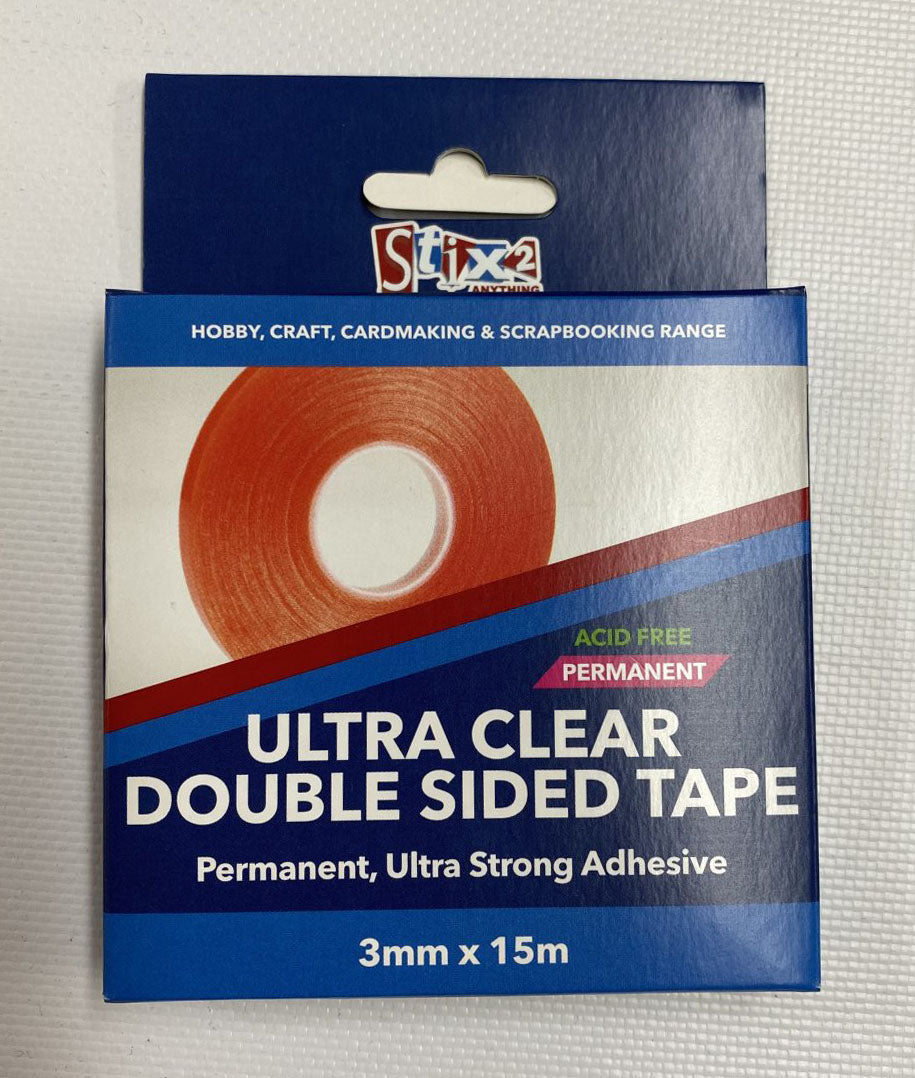 Stix2
ANYTHING
HOBBY, CRAFT, CARDMAKING & SCRAPBOOKING RANGE
ACID FREE
PERMANENT
ULTRA CLEAR
DOUBLE SIDED TAPE
Permanent, Ultra Strong Adhesive
3mm x 15m